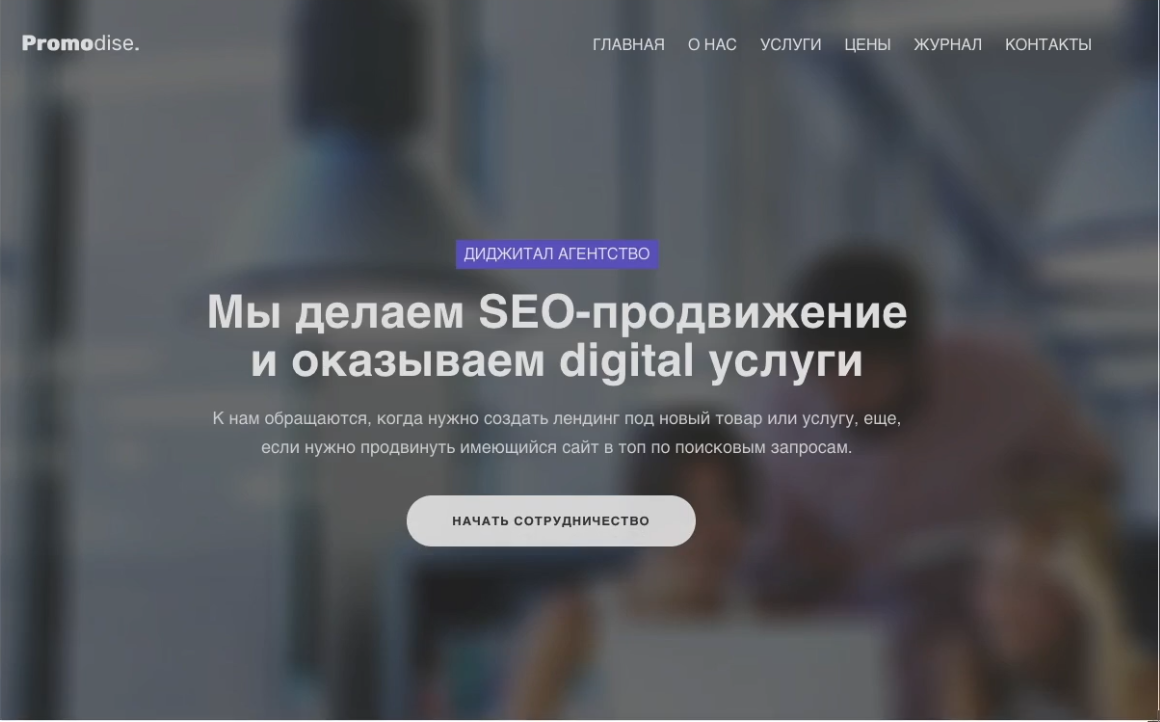 Promodise.
ГЛАВНАЯ О НАС УСЛУГИ ЦЕНЫ ЖУРНАЛ КОНТАКТЫ
ДИДЖИТАЛ АГЕНТСТВО
Мы делаем SEO-продвижение
и оказываем digital услуги
К нам обращаются, когда нужно создать лендинг под новый товар или услугу, еще,
если нужно продвинуть имеющийся сайт в топ по поисковым запросам.
НАЧАТЬ СОТРУДНИЧЕСТВО